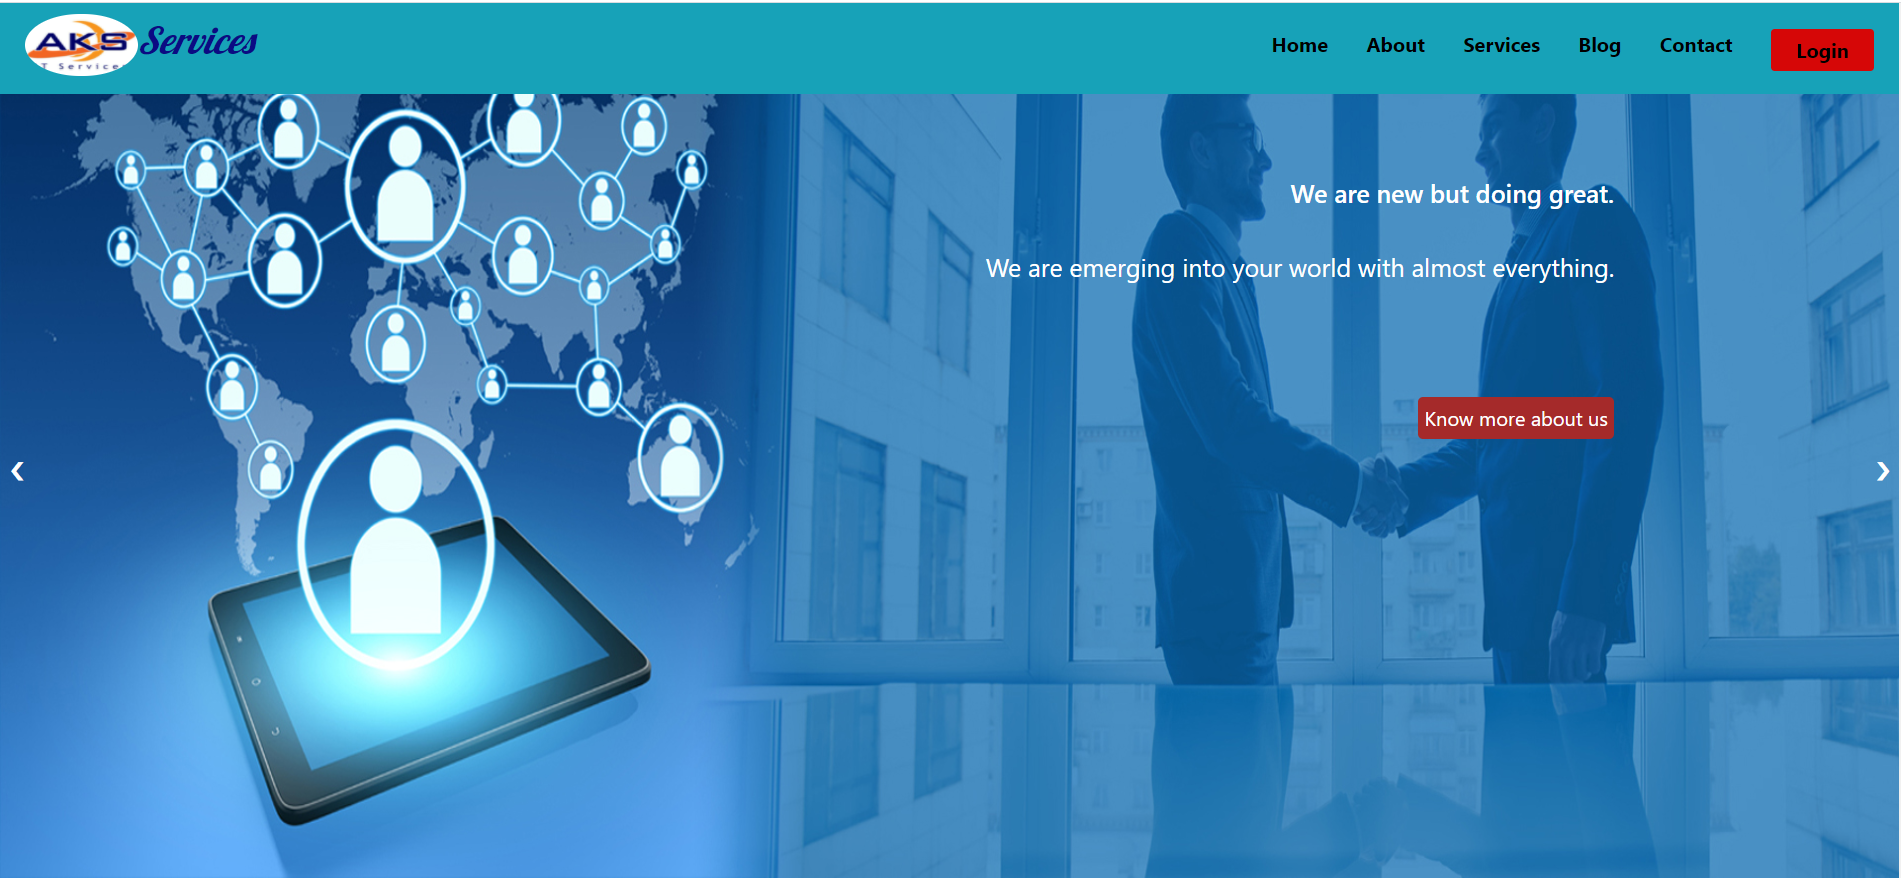 AKS
T Services
Services
Home
About
Services
Blog
Contact
Login
We are new but doing great.
We are emerging into your world with almost everything.
Know more about us